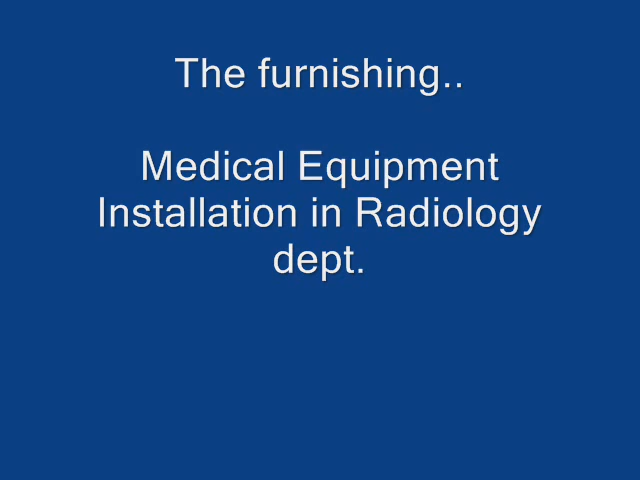 The furnishing..
Medical Equipment
Installation in Radiology
dept.